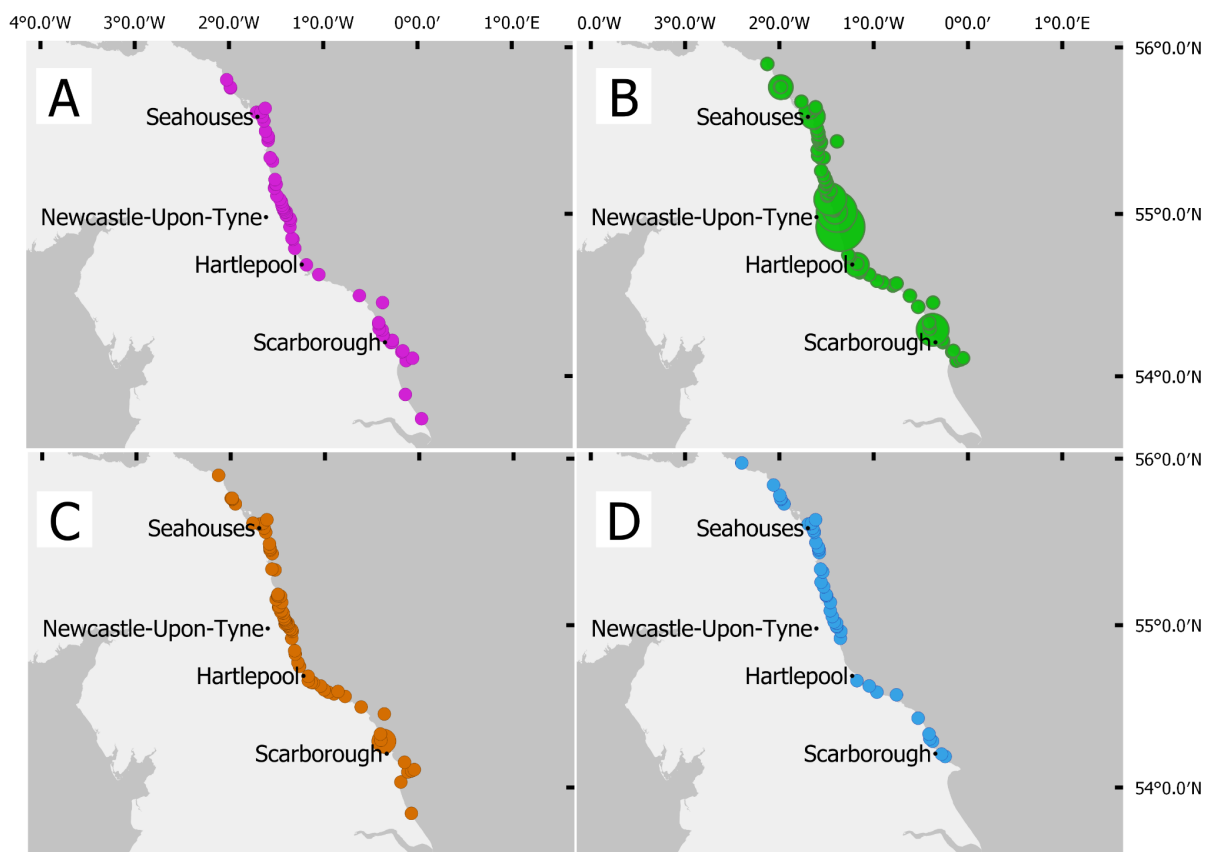 4°0.0′ 3°0.0′ 2°0.0′ 1°0.0′ 0°0.0′ 1°0.0′E 0.0′W 2°0.0′ 1°0.0′ 0°0.0′ 1°0.0′E
56°0.0′N
A
B
Seahouses
Seahouses
Newcastle-Upon-Tyne
Newcastle-Upon-Tyne
55°0.0′N
Hartlepool
Hartlepool
Scarborough
Scarborough
54°0.0′N
56°0.0′N
C
D
Seahouses
Seahouses
Newcastle-Upon-Tyne
Newcastle-Upon-Tyne
55°0.0′N
Hartlepool
Hartlepool
Scarborough
Scarborough
54°0.0′N